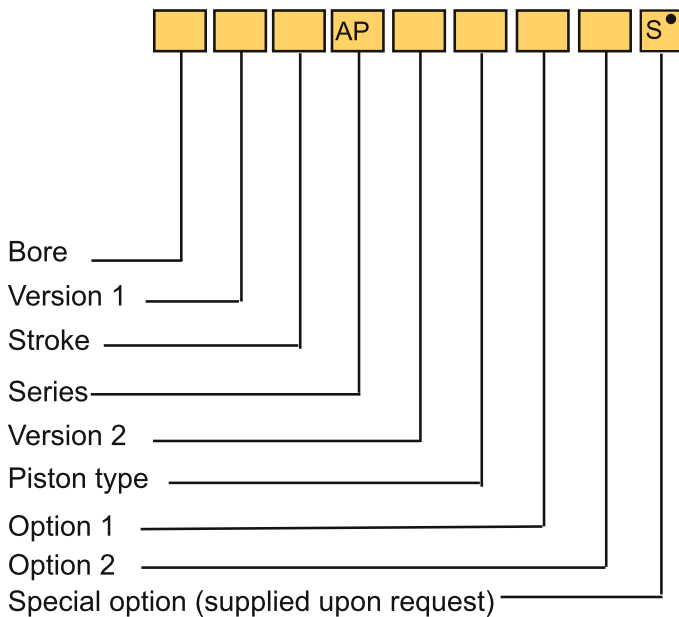 AP S•
Bore
Version 1
Stroke
Series
Version 2
Piston type
Option 1
Option 2
Special option (supplied upon request)